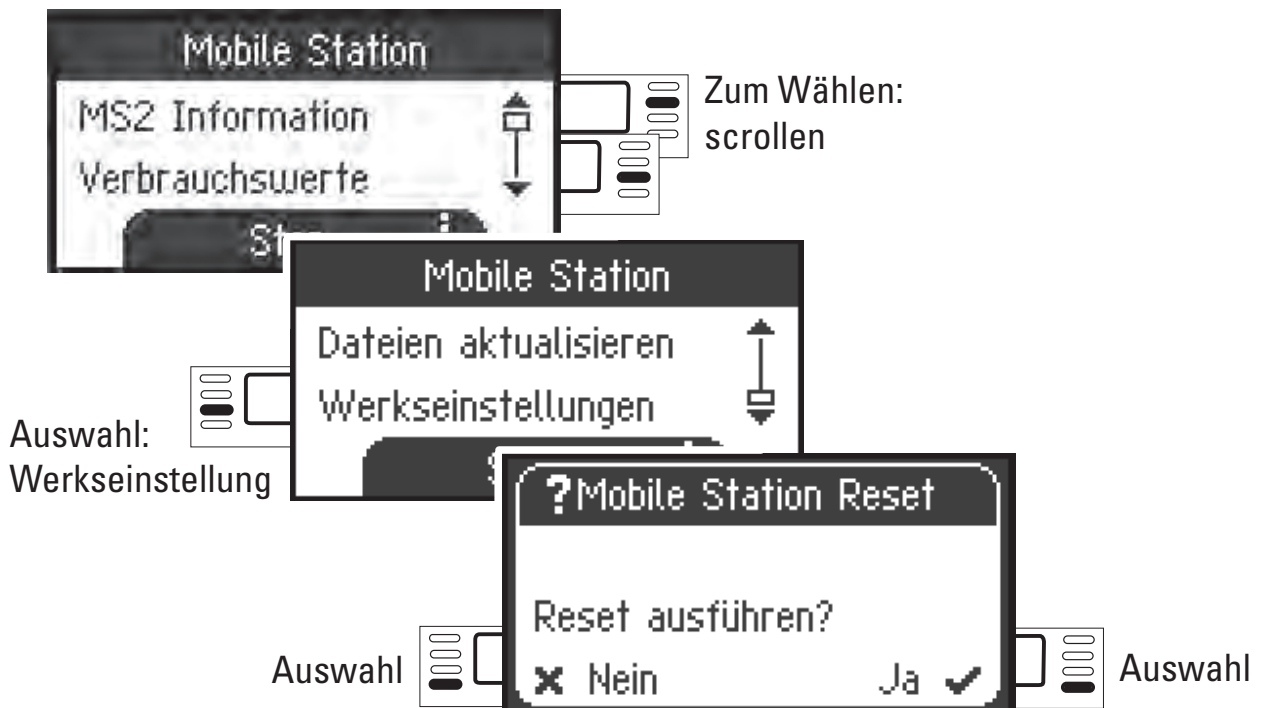 Mobile Station
MS2 Information
Verbrauchswerte
Zum Wählen:
scrollen
Mobile Station
Dateien aktualisieren
Werkseinstellungen
Auswahl:
Werkseinstellung
?Mobile Station Reset
Reset ausführen?
Nein Ja
Auswahl
Auswahl